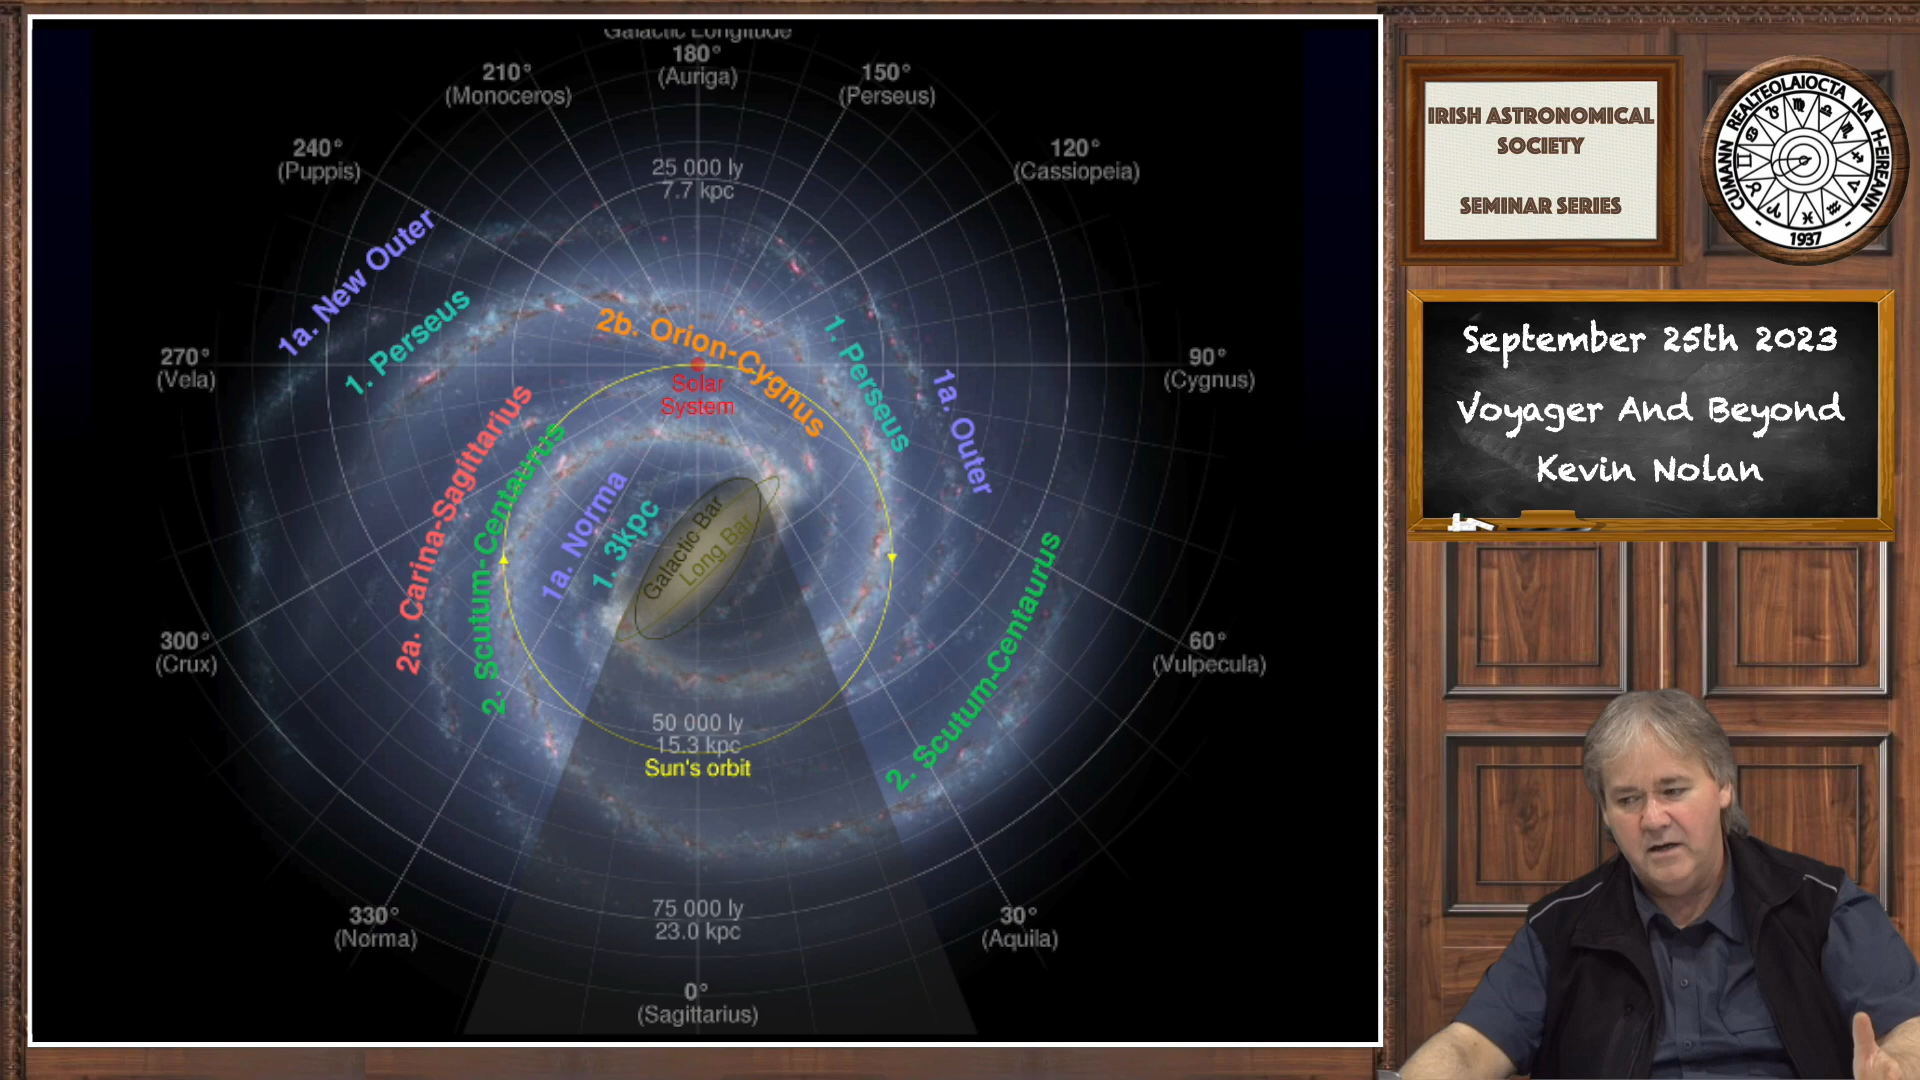 Galactic Longitude
180°
(Auriga)
210°
(Monoceros)
150°
(Perseus)
240°
(Puppis)
120°
(Cassiopeia)
25 000 ly
7.7 kpc
1a. New Outer
1. Perseus
2b. Orion-Cygnus
1. Perseus
270°
(Vela)
90°
(Cygnus)
Solar
System
1a. Outer
2a. Carina-Sagittarius
2. Scutum-Centaurus
1a. Norma
1. 3kpc
Galactic Bar
Long Bar
2. Scutum-Centaurus
300°
(Crux)
60°
(Vulpecula)
50 000 ly
15.3 kpc
Sun's orbit
75 000 ly
23.0 kpc
330°
(Norma)
30°
(Aquila)
0°
(Sagittarius)
IRISH ASTRONOMICAL
SOCIETY
SEMINAR SERIES
CUMANN REALTEOLAIOCTA NA H-EIREANN
- 1937 -
September 25th 2023
Voyager And Beyond
Kevin Nolan